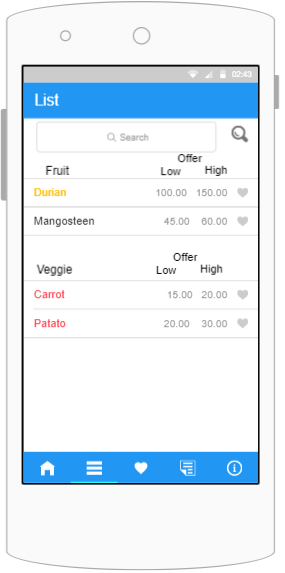 02:43
List
Search
Offer
Fruit Low High
Durian 100.00 150.00
Mangosteen 45.00 60.00
Offer
Veggie Low High
Carrot 15.00 20.00
Patato 20.00 30.00